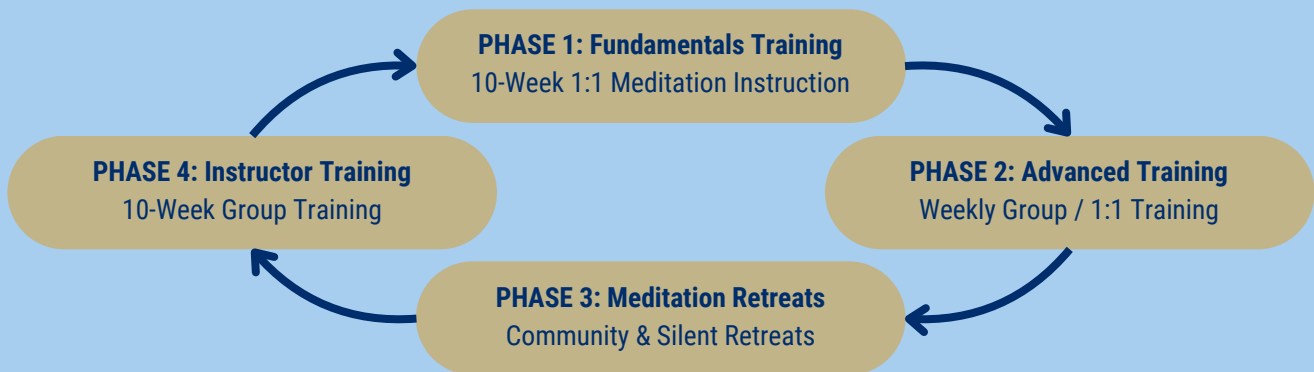 PHASE 1: Fundamentals Training
10-Week 1:1 Meditation Instruction
PHASE 2: Advanced Training
Weekly Group / 1:1 Training
PHASE 3: Meditation Retreats
Community & Silent Retreats
PHASE 4: Instructor Training
10-Week Group Training